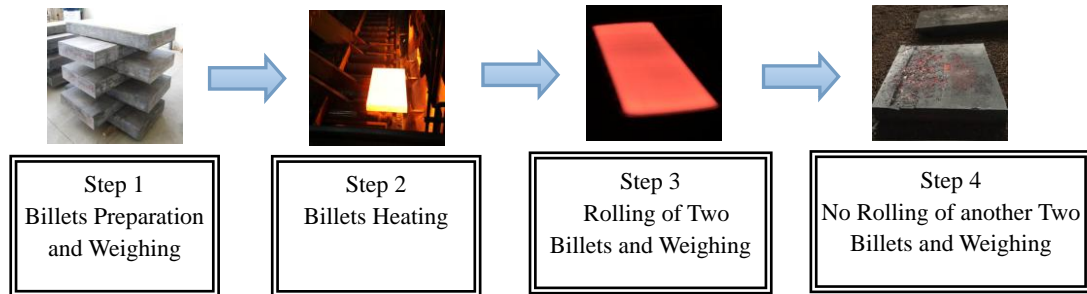 Step 1
Billets Preparation
and Weighing
Step 2
Billets Heating
Step 3
Rolling of Two
Billets and Weighing
Step 4
No Rolling of another Two
Billets and Weighing